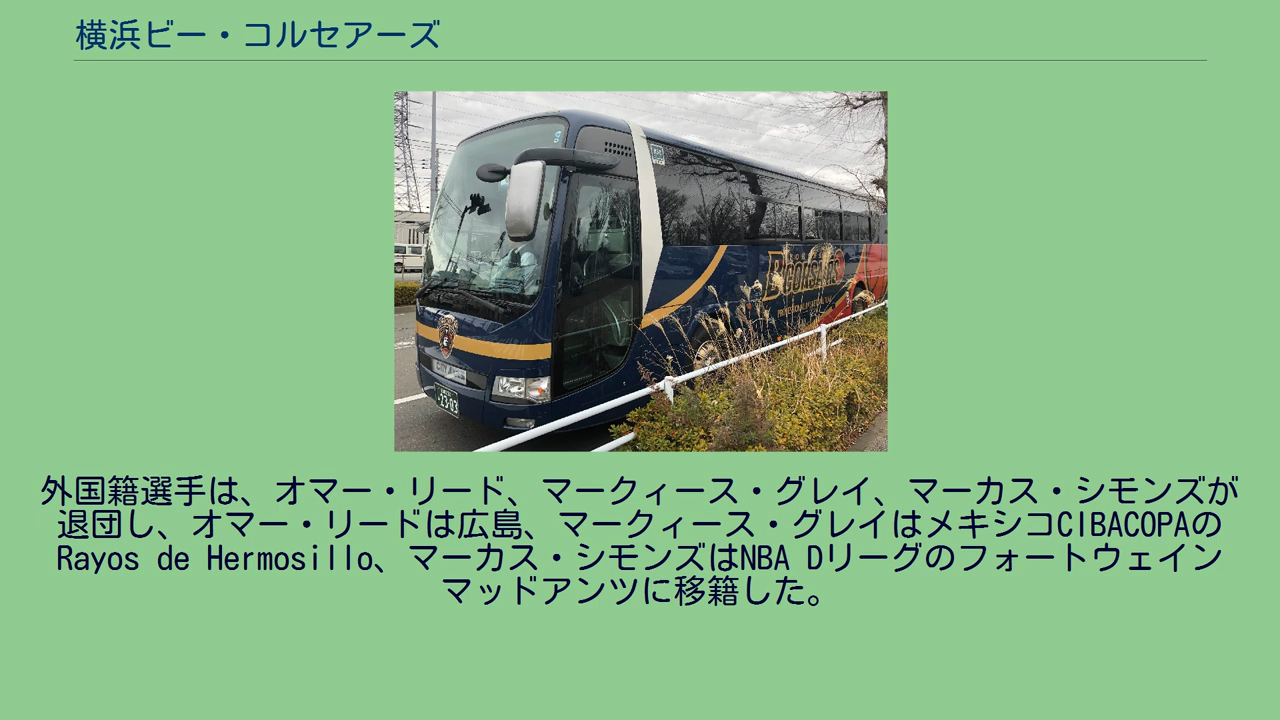 横浜ビー・コルセアーズ
B'CORSAIRS
23-03
外国籍選手は、オマー・リード、マークィース・グレイ、マーカス・シモンズが
退団し、オマー・リードは広島、マークィース・グレイはメキシコCIBACOPAの
Rayos de Hermosillo、マーカス・シモンズはNBA Dリーグのフォートウェイン
マッドアンツに移籍した。